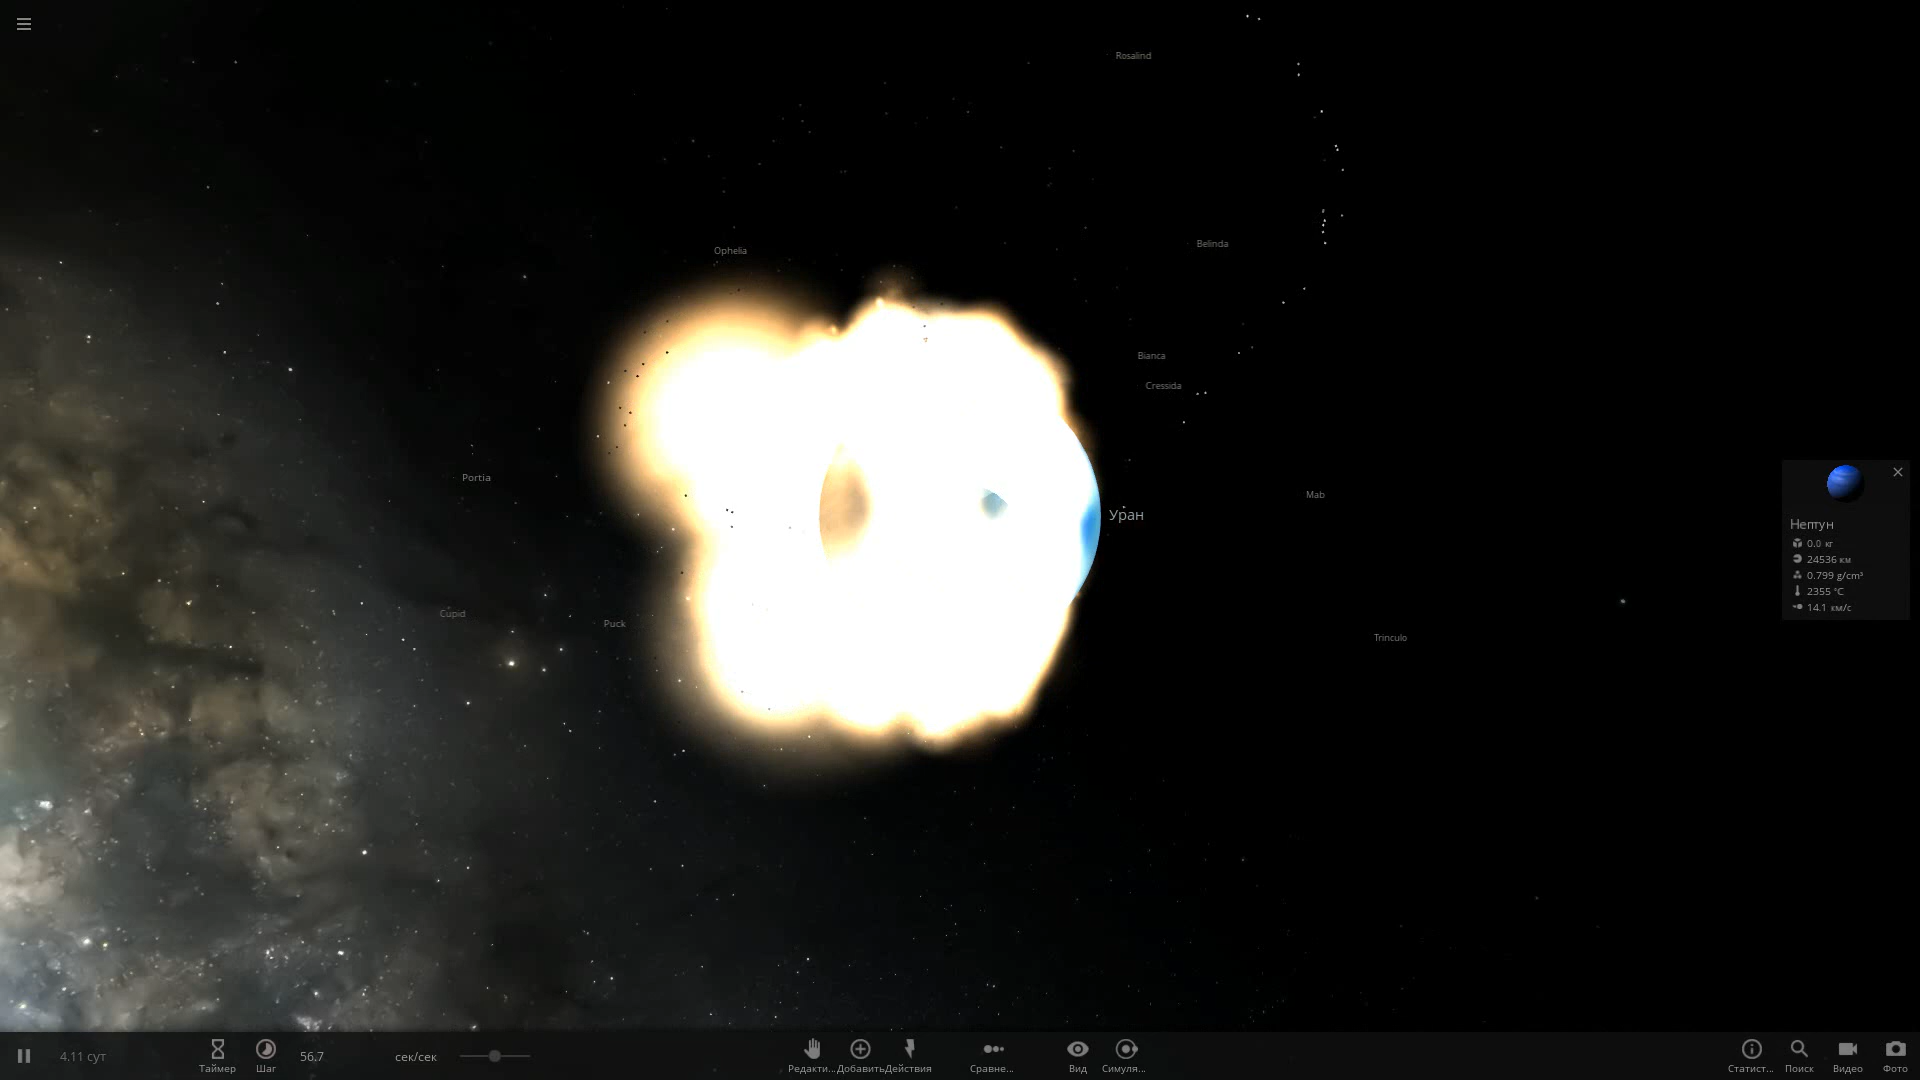 Rosalind
Belinda
Ophelia
Bianca
Cressida
Portia
Mab
Уран
Нептун
0.0 кг
24536 км
0.799 g/cm³
2355 °C
14.1 км/с
Cupid
Puck
Trinculo
4.11 сут
Таймер
Шаг
56,7
сек/сек
Редакти...
Добавить
Действия
Сравне...
Вид
Симуля...
Статист...
Поиск
Видео
Фото